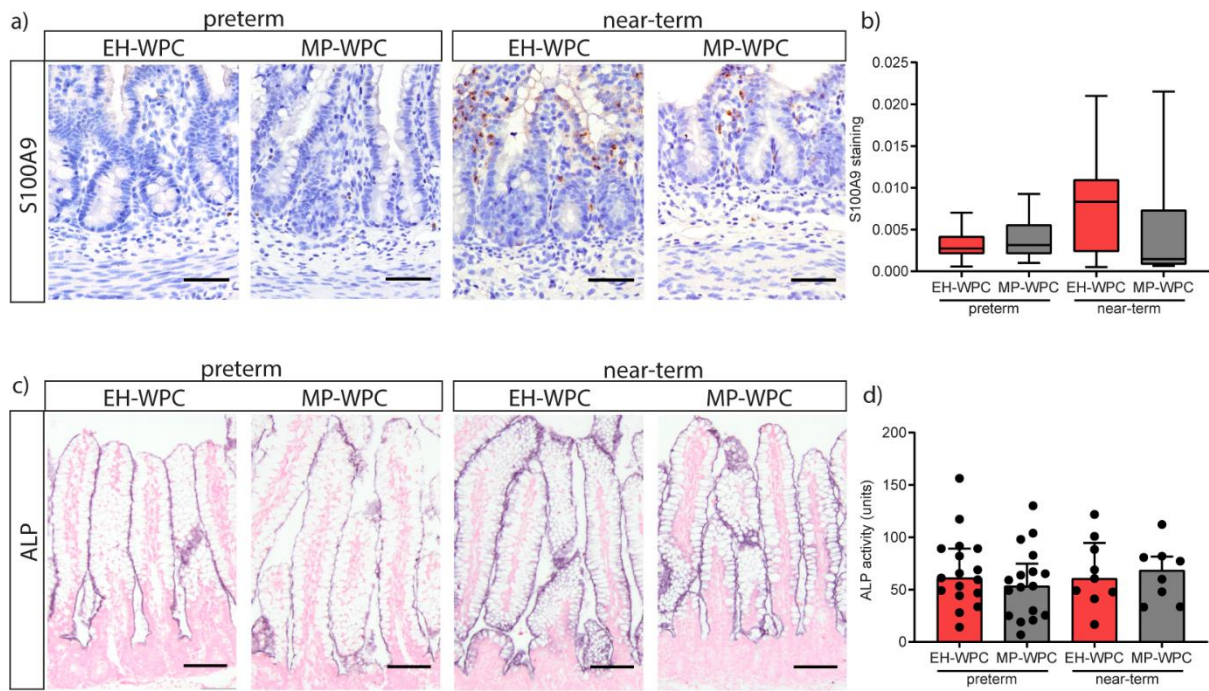 a)
preterm
near-term
EH-WPC
MP-WPC
EH-WPC
MP-WPC
S100A9
b)
S100A9 staining
0.025
0.020
0.015
0.010
0.005
0.000
EH-WPC
MP-WPC
EH-WPC
MP-WPC
preterm
near-term
c)
preterm
near-term
EH-WPC
MP-WPC
EH-WPC
MP-WPC
ALP
d)
ALP activity (units)
200
150
100
50
0
EH-WPC
MP-WPC
EH-WPC
MP-WPC
preterm
near-term